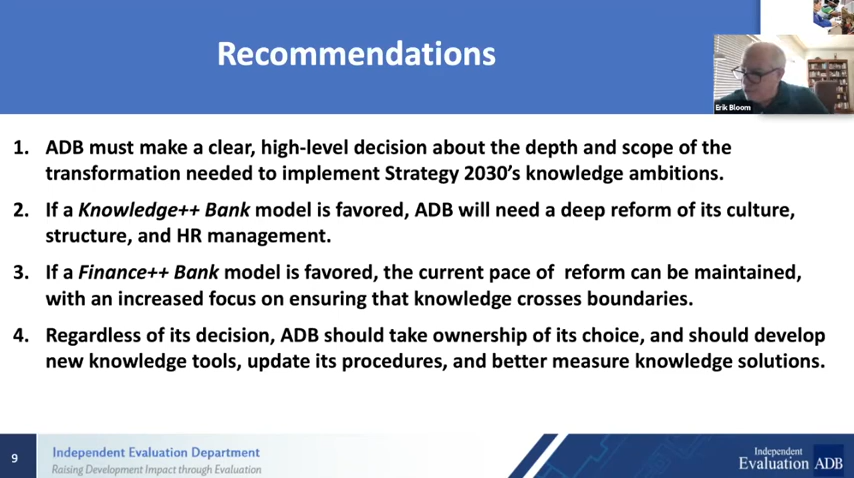 Recommendations
Erik Bloom
1. ADB must make a clear, high-level decision about the depth and scope of the
transformation needed to implement Strategy 2030's knowledge ambitions.
2. If a Knowledge++ Bank model is favored, ADB will need a deep reform of its culture,
structure, and HR management.
3. If a Finance++ Bank model is favored, the current pace of reform can be maintained,
with an increased focus on ensuring that knowledge crosses boundaries.
4. Regardless of its decision, ADB should take ownership of its choice, and should develop
new knowledge tools, update its procedures, and better measure knowledge solutions.
9
Independent Evaluation Department
Raising Development Impact through Evaluation
Independent
Evaluation ADB